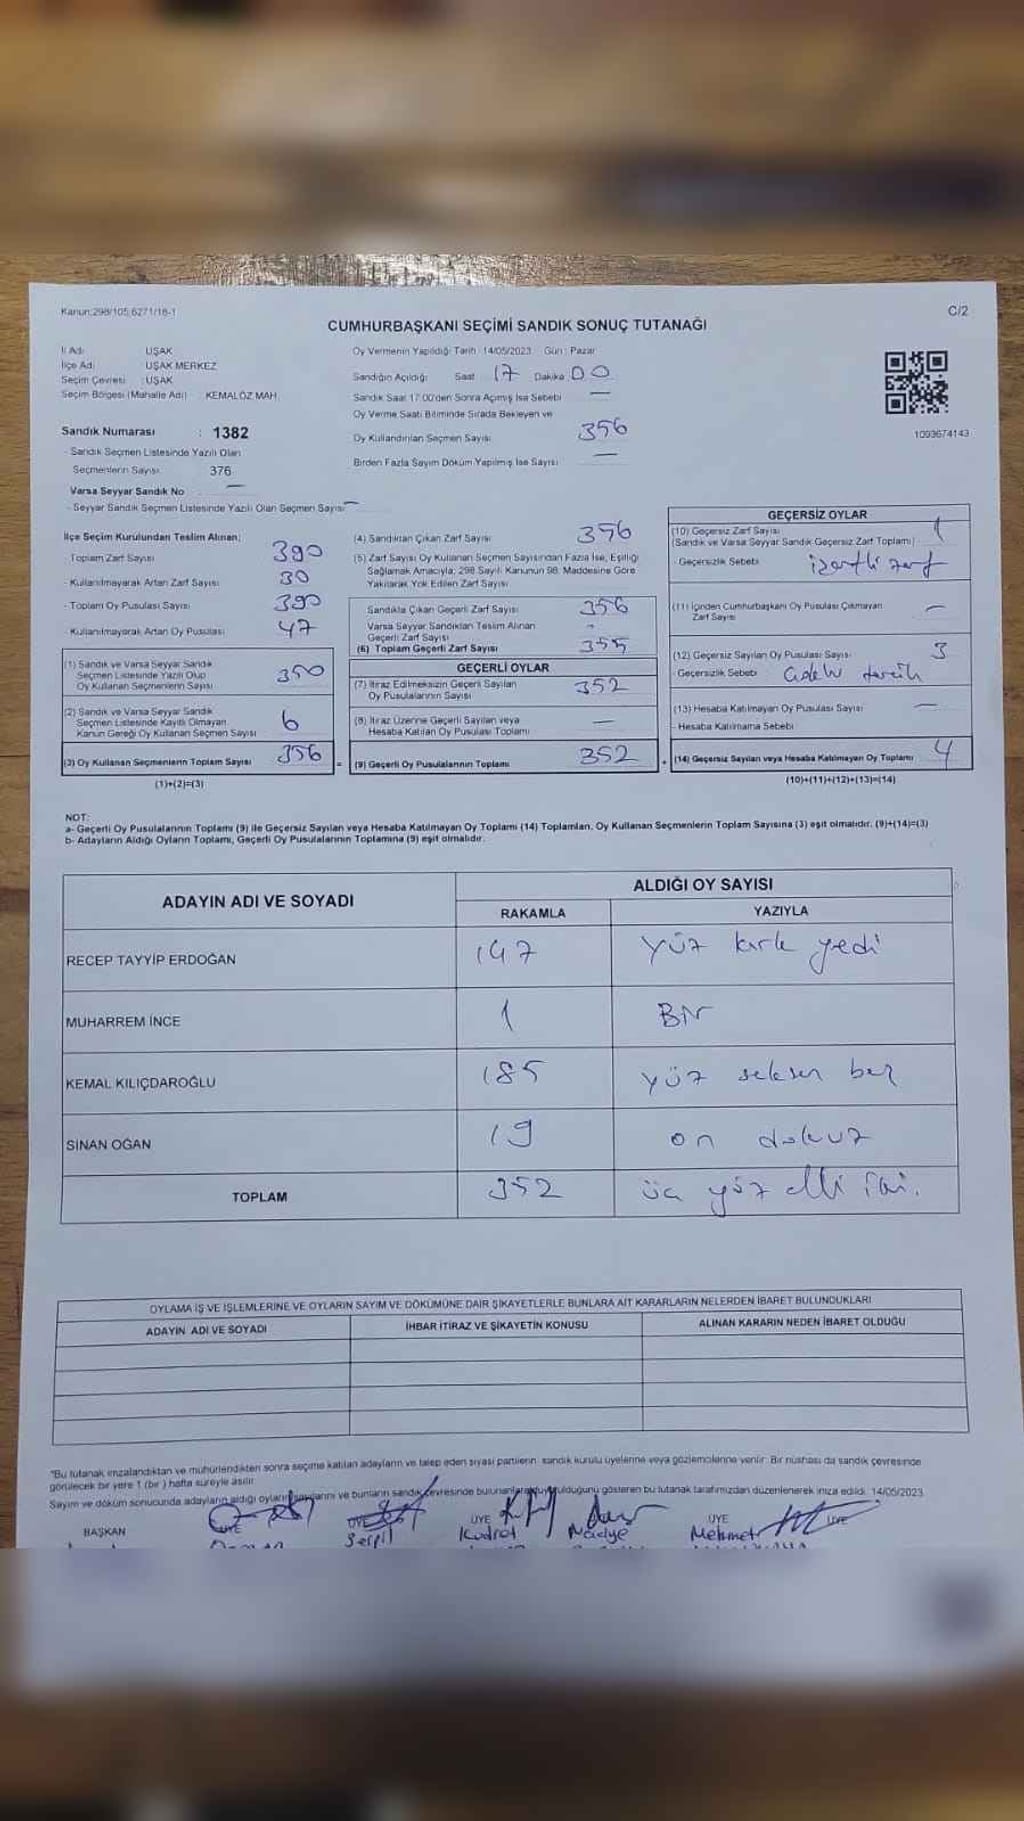 Kanun:298/105,6271/18-1
C/2
CUMHURBAŞKANI SEÇİMİ SANDIK SONUÇ TUTANAĞI
İl Adı UŞAK
İlçe Adı UŞAK MERKEZ
Seçim Çevresi : UŞAK
Seçim Bölgesi (Mahalle Adı) KEMALÖZ MAH.
Sandık Numarası : 1382
- Sandık Seçmen Listesinde Yazılı Olan
Seçmenlerin Sayısı 376
Varsa Seyyar Sandık No —
- Seyyar Sandık Seçmen Listesinde Yazılı Olan Seçmen Sayısı —
Oy Vermenin Yapıldığı Tarih :14/05/2023 Gün : Pazar
Sandığın Açıldığı Saat 17 Dakika 00
Sandık Saat 17:00'den Sonra Açılmış İse Sebebi —
Oy Verme Saati Bitiminde Sırada Bekleyen ve
Oy Kullandırılan Seçmen Sayısı 356
Birden Fazla Sayım Döküm Yapılmış İse Sayısı —
1093674143
İlçe Seçim Kurulundan Teslim Alınan;
- Toplam Zarf Sayısı 390
- Kullanılmayarak Artan Zarf Sayısı 30
- Toplam Oy Pusulası Sayısı 390
- Kullanılmayarak Artan Oy Pusulası 47
(1) Sandık ve Varsa Seyyar Sandık
Seçmen Listesinde Yazılı Olup
Oy Kullanan Seçmenlerin Sayısı 350
(2) Sandık ve Varsa Seyyar Sandık
Seçmen Listesinde Kayıtlı Olmayan
Kanun Gereği Oy Kullanan Seçmen Sayısı 6
(3) Oy Kullanan Seçmenlerin Toplam Sayısı 356
(1)+(2)=(3)
(4) Sandıktan Çıkan Zarf Sayısı 356
(5) Zarf Sayısı Oy Kullanan Seçmen Sayısından Fazla İse, Eşitliği
Sağlamak Amacıyla, 298 Sayılı Kanunun 98. Maddesine Göre
Yakılarak Yok Edilen Zarf Sayısı
Sandıkta Çıkan Geçerli Zarf Sayısı 356
Varsa Seyyar Sandıktan Teslim Alınan
Geçerli Zarf Sayısı -
(6) Toplam Geçerli Zarf Sayısı 355
GEÇERLİ OYLAR
(7) İtiraz Edilmeksizin Geçerli Sayılan
Oy Pusulalarının Sayısı 352
(8) İtiraz Üzerine Geçerli Sayılan veya
Hesaba Katılan Oy Pusulası Toplamı —
(9) Geçerli Oy Pusulalarının Toplamı 352
GEÇERSİZ OYLAR
(10) Geçersiz Zarf Sayısı 1
(Sandık ve Varsa Seyyar Sandık Geçersiz Zarf Toplamı)
- Geçersizlik Sebebi zarf
(11) İçinden Cumhurbaşkanı Oy Pusulası Çıkmayan
Zarf Sayısı —
(12) Geçersiz Sayılan Oy Pusulası Sayısı 3
- Geçersizlik Sebebi tercih
(13) Hesaba Katılmayan Oy Pusulası Sayısı —
- Hesaba Katılmama Sebebi
(14) Geçersiz Sayılan veya Hesaba Katılmayan Oy Toplamı 4
(10)+(11)+(12)+(13)=(14)
NOT:
a- Geçerli Oy Pusulalarının Toplamı (9) ile Geçersiz Sayılan veya Hesaba Katılmayan Oy Toplamı (14) Toplamları, Oy Kullanan Seçmenlerin Toplam Sayısına (3) eşit olmalıdır. (9)+(14)=(3)
b- Adayların Aldığı Oyların Toplamı, Geçerli Oy Pusulalarının Toplamına (9) eşit olmalıdır.
ADAYIN ADI VE SOYADI ALDIĞI OY SAYISI
RAKAMLA YAZIYLA
RECEP TAYYİP ERDOĞAN 147 yüz kırk yedi
MUHARREM İNCE 1 Bir
KEMAL KILIÇDAROĞLU 185 yüz seksen beş
SİNAN OĞAN 19 on dokuz
TOPLAM 352 üç yüz elli iki.
OYLAMA İŞ VE İŞLEMLERİNE VE OYLARIN SAYIM VE DÖKÜMÜNE DAİR ŞİKAYETLERLE BUNLARA AİT KARARLARIN NELERDEN İBARET BULUNDUKLARI
ADAYIN ADI VE SOYADI İHBAR İTİRAZ VE ŞİKAYETİN KONUSU ALINAN KARARIN NEDEN İBARET OLDUĞU
*Bu tutanak imzalandıktan ve mühürlendikten sonra seçime katılan adayların ve talep eden siyasi partilerin sandık kurulu üyelerine veya gözlemcilerine verilir. Bir nüshası da sandık çevresinde
görülecek bir yere 1 (bir ) hafta süreyle asılır.
Sayım ve döküm sonucunda adayların aldığı oyların sayılarını ve bunların sandık çevresinde bulunanlara duyurulduğunu gösteren bu tutanak tarafımızdan düzenlenerek imza edildi. 14/05/2023
BAŞKAN ÜYE ÜYE ÜYE ÜYE ÜYE
Serpil Kudret Nadye Mehmet